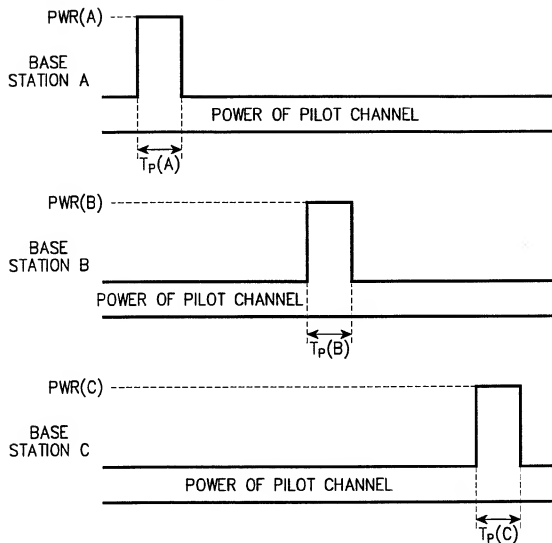 PWR(A)
BASE
STATION A
POWER OF PILOT CHANNEL
TP(A)
PWR(B)
BASE
STATION B
POWER OF PILOT CHANNEL
TP(B)
PWR(C)
BASE
STATION C
POWER OF PILOT CHANNEL
TP(C)